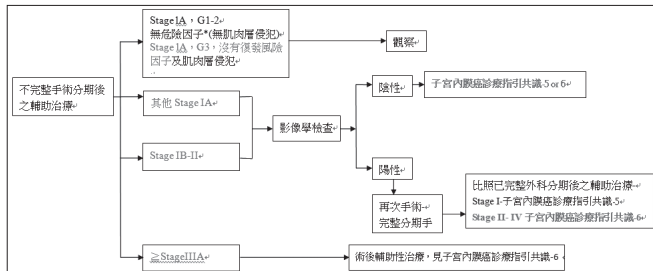 不完整手術分期後
之輔助治療
Stage IA，G1-2
無危險因子*(無肌肉層侵犯)
Stage IA，G3，沒有復發風險
因子及肌肉層侵犯
觀察
其他 Stage IA
Stage IB-II
影像學檢查
陰性
子宮內膜癌診療指引共識-5 or 6
陽性
再次手術-
完整分期手
比照已完整外科分期後之輔助治療
Stage I-子宮內膜癌診療指引共識-5
Stage II- IV 子宮內膜癌診療指引共識-6
≧StageIIIA
術後輔助性治療，見子宮內膜癌診療指引共識-6